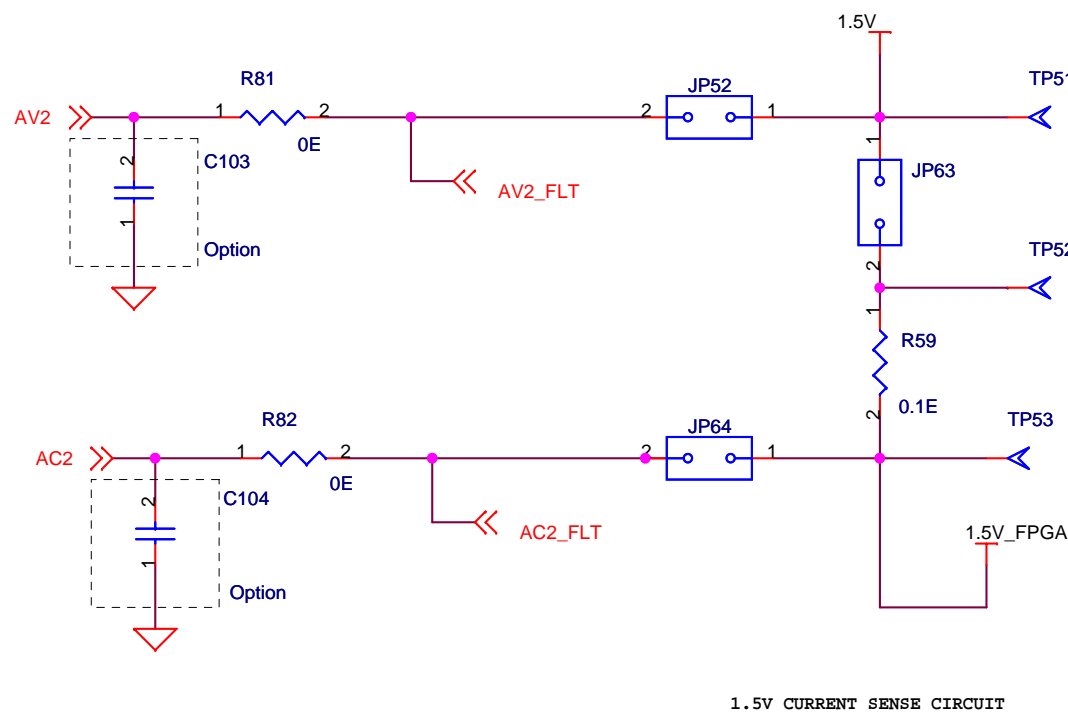 1.5V
R81
JP52
TP51
AV2
1
2
2
1
0E
C103
2
1
JP63
AV2_FLT
1
Option
TP52
2
1
R59
0.1E
R82
JP64
2
TP53
AC2
1
2
2
1
0E
C104
2
AC2_FLT
1.5V_FPGA
1
Option
1.5V CURRENT SENSE CIRCUIT